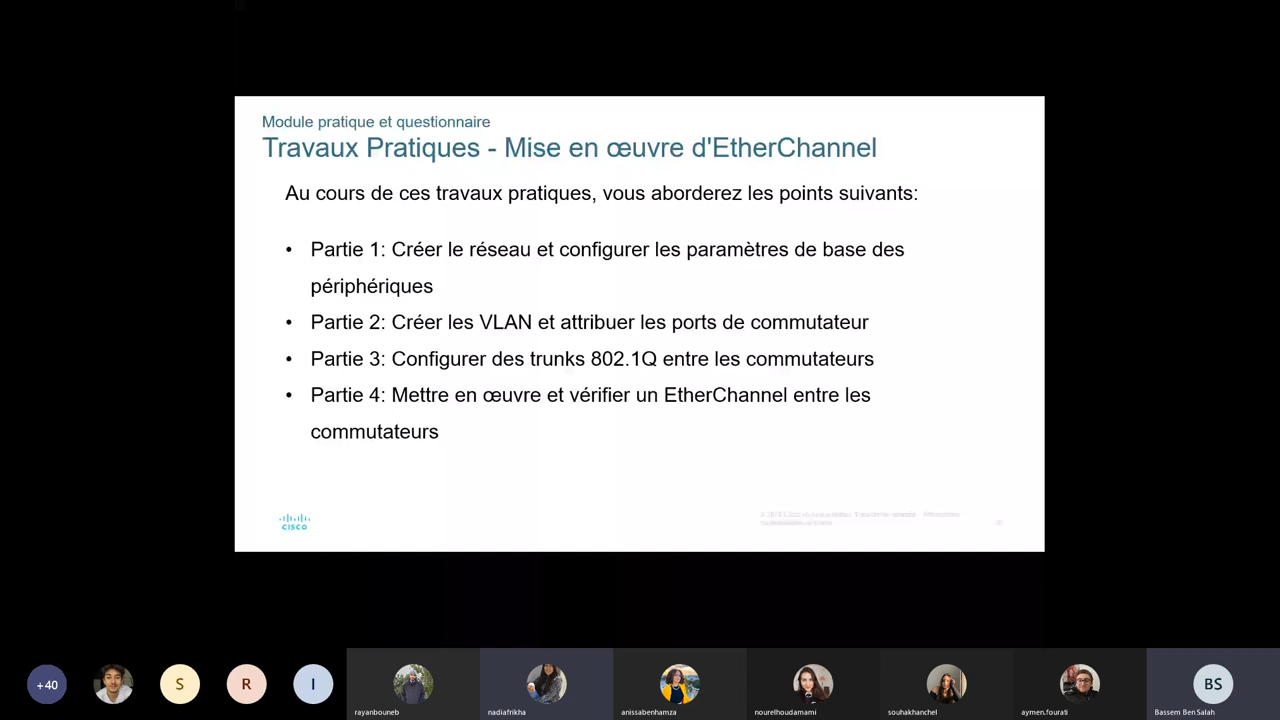 Module pratique et questionnaire
Travaux Pratiques - Mise en œuvre d'EtherChannel
Au cours de ces travaux pratiques, vous aborderez les points suivants:
• Partie 1: Créer le réseau et configurer les paramètres de base des
périphériques
• Partie 2: Créer les VLAN et attribuer les ports de commutateur
• Partie 3: Configurer des trunks 802.1Q entre les commutateurs
• Partie 4: Mettre en œuvre et vérifier un EtherChannel entre les
commutateurs
CISCO
+40
S
R
I
BS
rayanbouneb
nadiafrikha
anissabenhamza
nourelhoudamami
souhakhanchel
aymen.fourati
Bassem Ben Salah